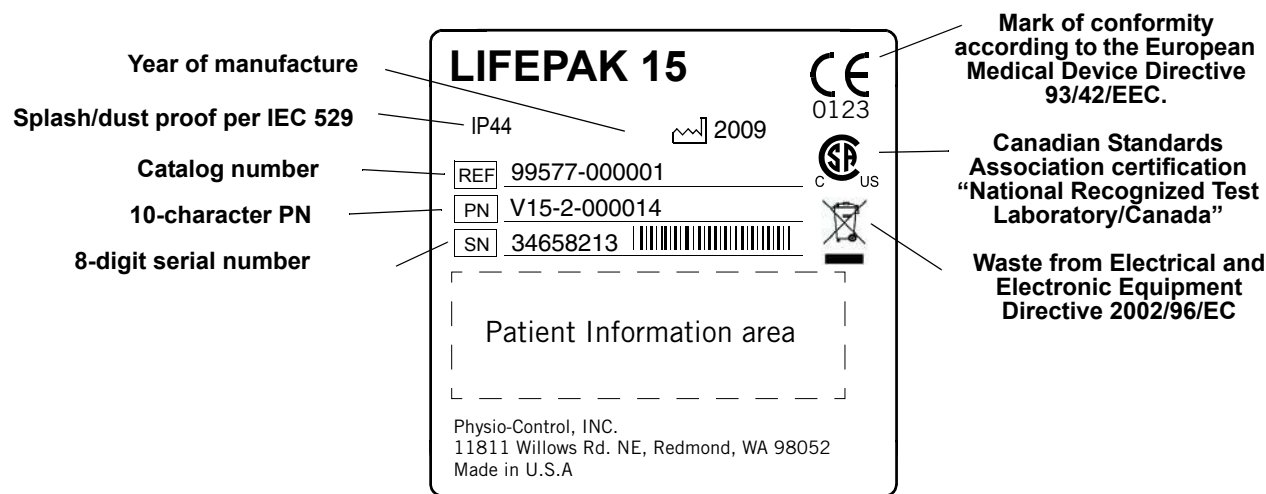 Year of manufacture
Splash/dust proof per IEC 529
Catalog number
10-character PN
8-digit serial number
LIFEPAK 15
IP44
2009
REF 99577-000001
PN V15-2-000014
SN 34658213
CE
0123
CSA
C US
Patient Information area
Physio-Control, INC.
11811 Willows Rd. NE, Redmond, WA 98052
Made in U.S.A
Mark of conformity
according to the European
Medical Device Directive
93/42/EEC.
Canadian Standards
Association certification
“National Recognized Test
Laboratory/Canada”
Waste from Electrical and
Electronic Equipment
Directive 2002/96/EC